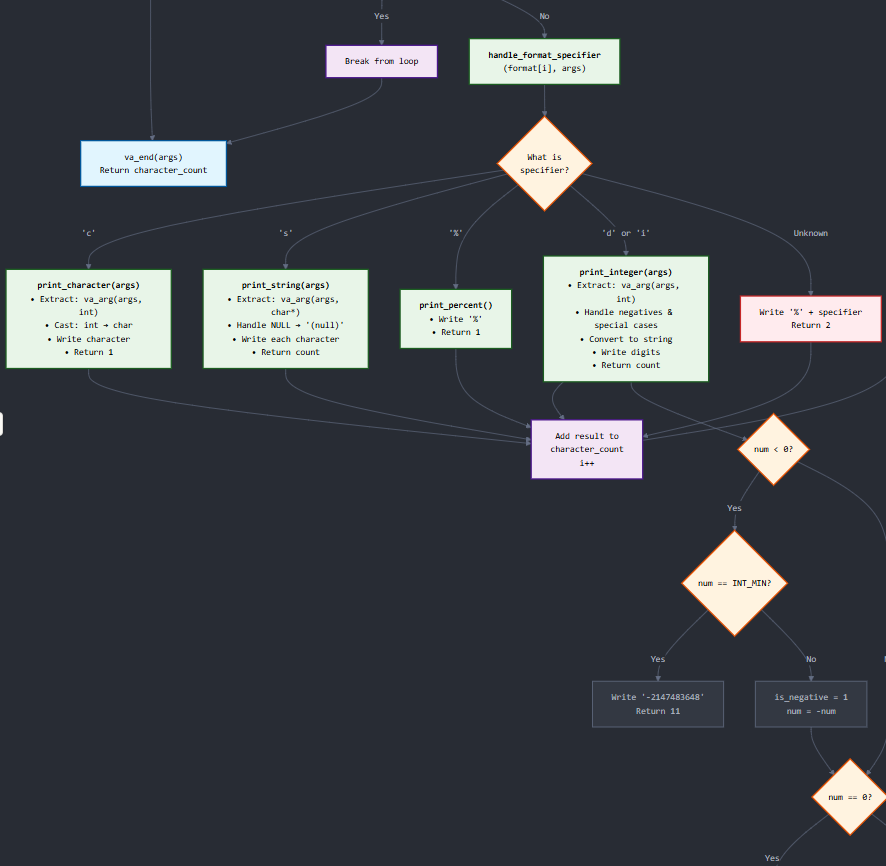 Yes
No
Break from loop
handle_format_specifier
(format[i], args)
va_end(args)
Return character_count
What is
specifier?
'c'
's'
'%'
'd' or 'i'
Unknown
print_character(args)
• Extract: va_arg(args,
int)
• Cast: int → char
• Write character
• Return 1
print_string(args)
• Extract: va_arg(args,
char*)
• Handle NULL → '(null)'
• Write each character
• Return count
print_percent()
• Write '%'
• Return 1
print_integer(args)
• Extract: va_arg(args,
int)
• Handle negatives &
special cases
• Convert to string
• Write digits
• Return count
Write '%' + specifier
Return 2
Add result to
character_count
i++
num < 0?
Yes
num == INT_MIN?
Yes
No
Write '-2147483648'
Return 11
is_negative = 1
num = -num
num == 0?
Yes